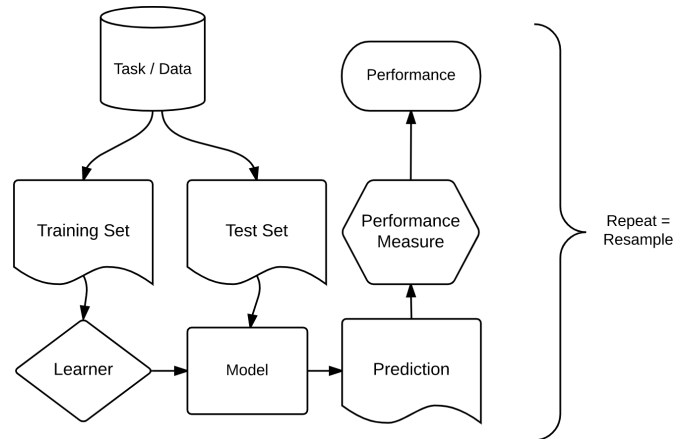 Task / Data
Performance
Training Set
Test Set
Performance
Measure
Repeat =
Resample
Learner
Model
Prediction